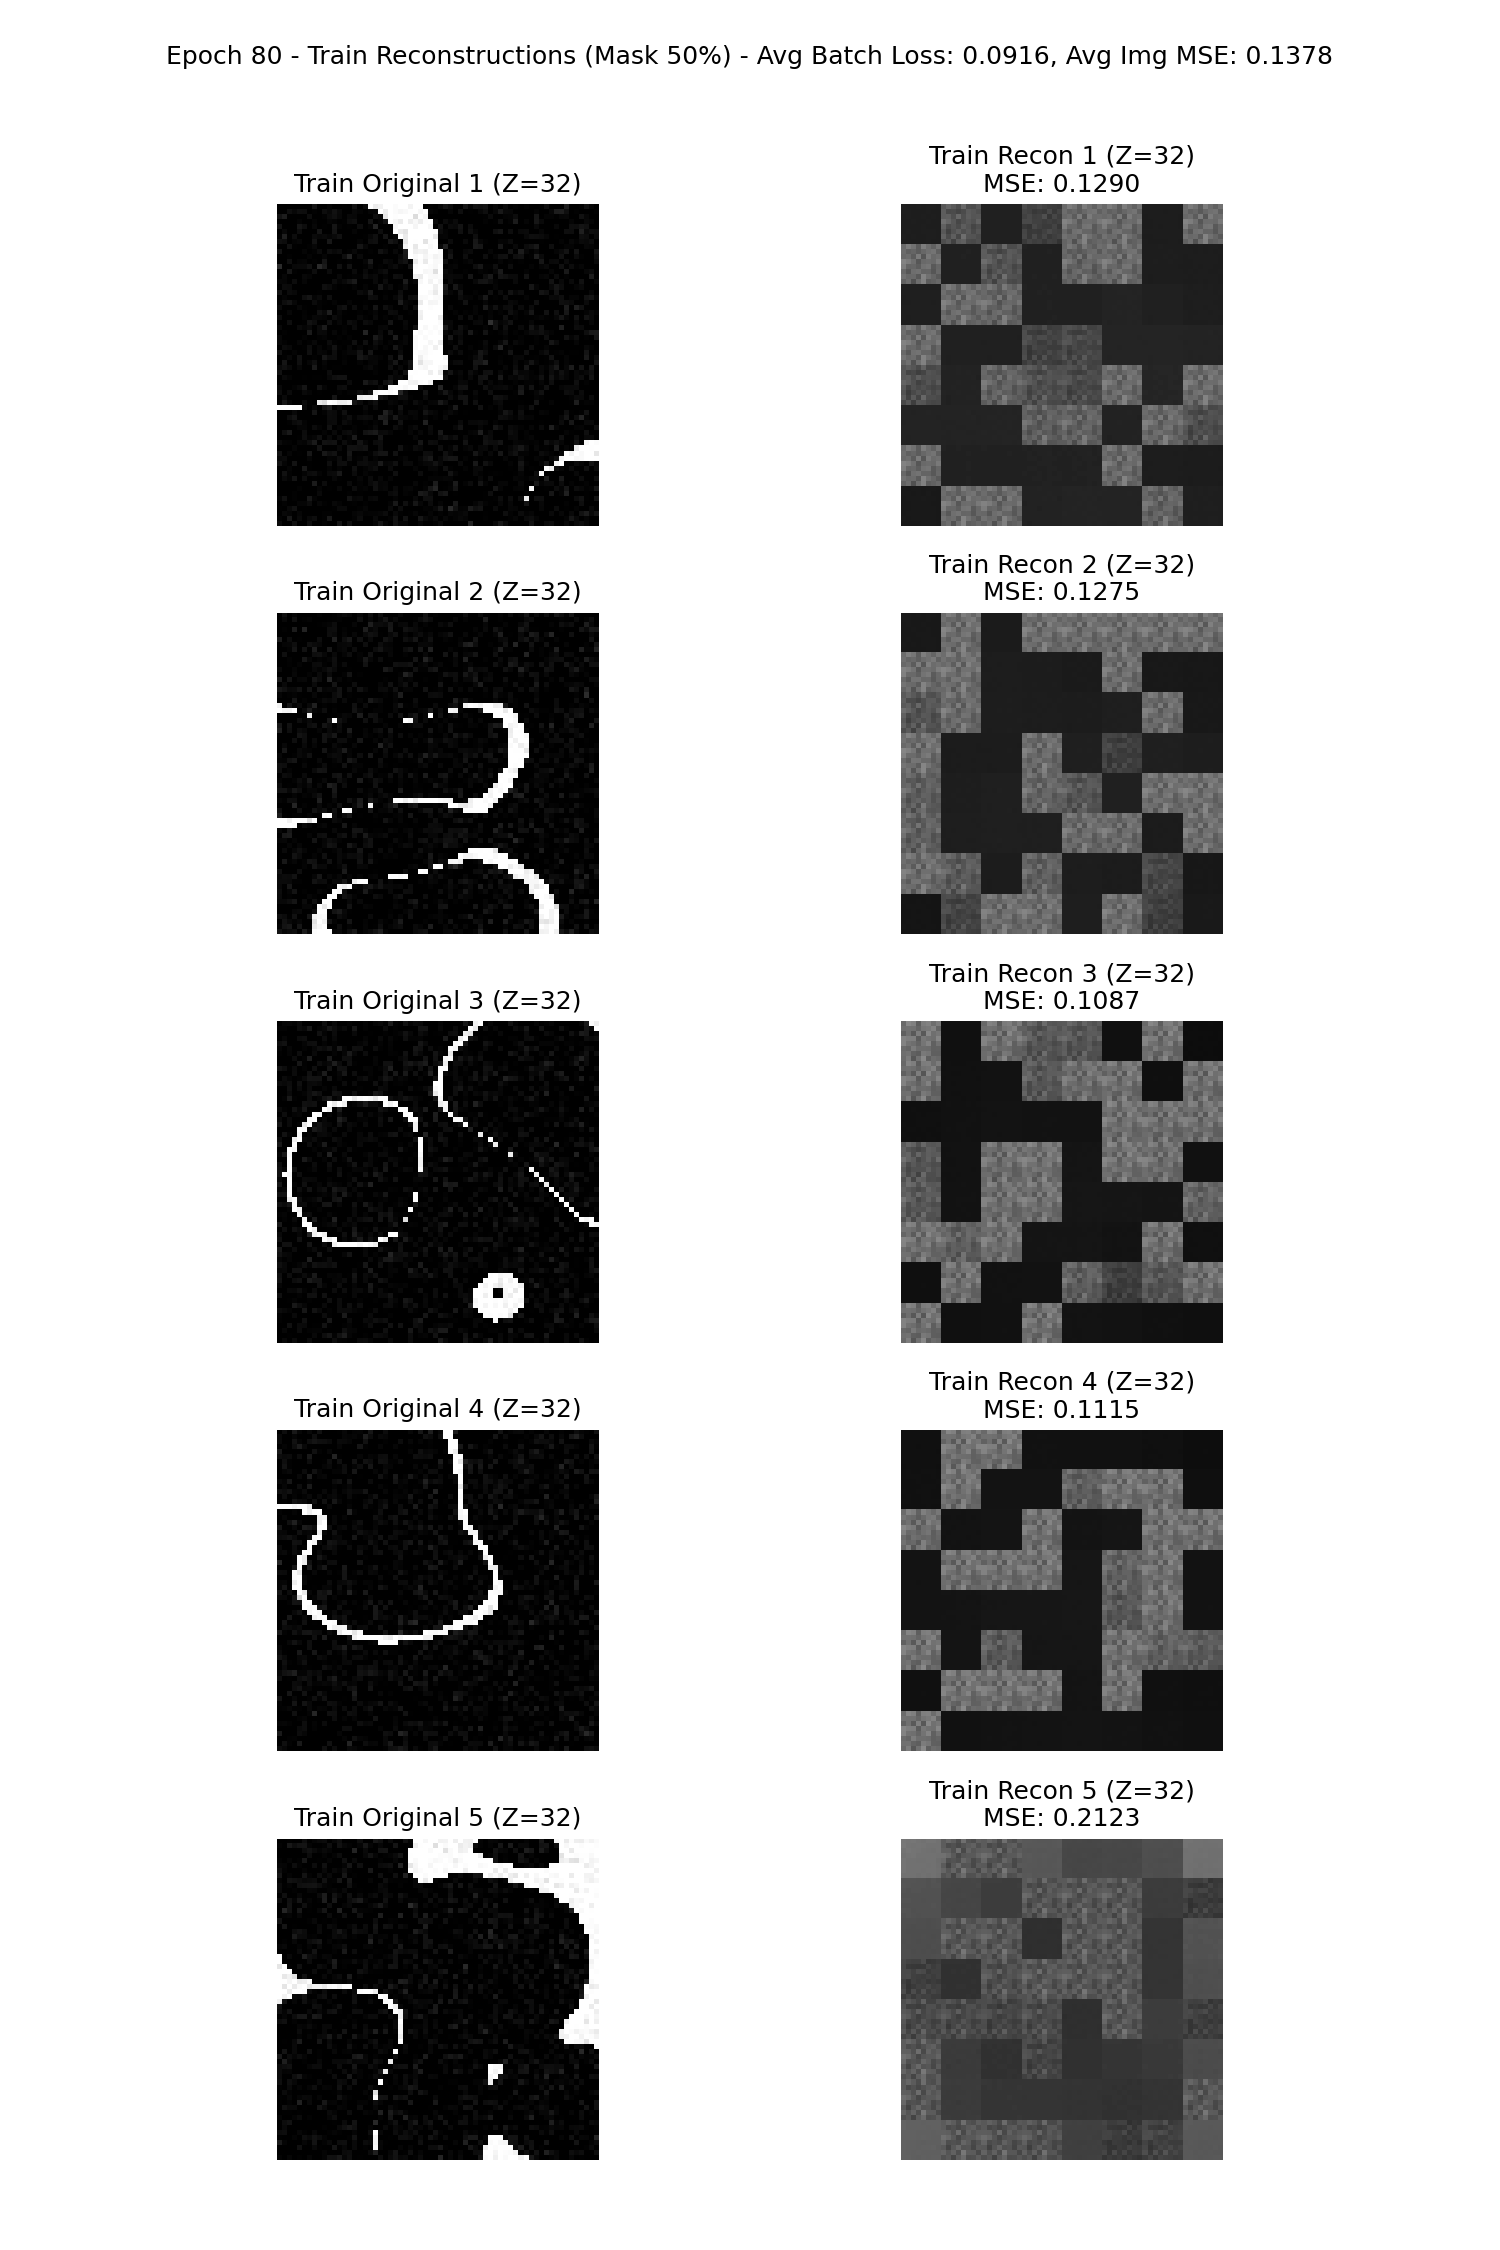 Epoch 80 - Train Reconstructions (Mask 50%) - Avg Batch Loss: 0.0916, Avg Img MSE: 0.1378
Train Original 1 (Z=32)
Train Recon 1 (Z=32)
MSE: 0.1290
Train Original 2 (Z=32)
Train Recon 2 (Z=32)
MSE: 0.1275
Train Original 3 (Z=32)
Train Recon 3 (Z=32)
MSE: 0.1087
Train Original 4 (Z=32)
Train Recon 4 (Z=32)
MSE: 0.1115
Train Original 5 (Z=32)
Train Recon 5 (Z=32)
MSE: 0.2123